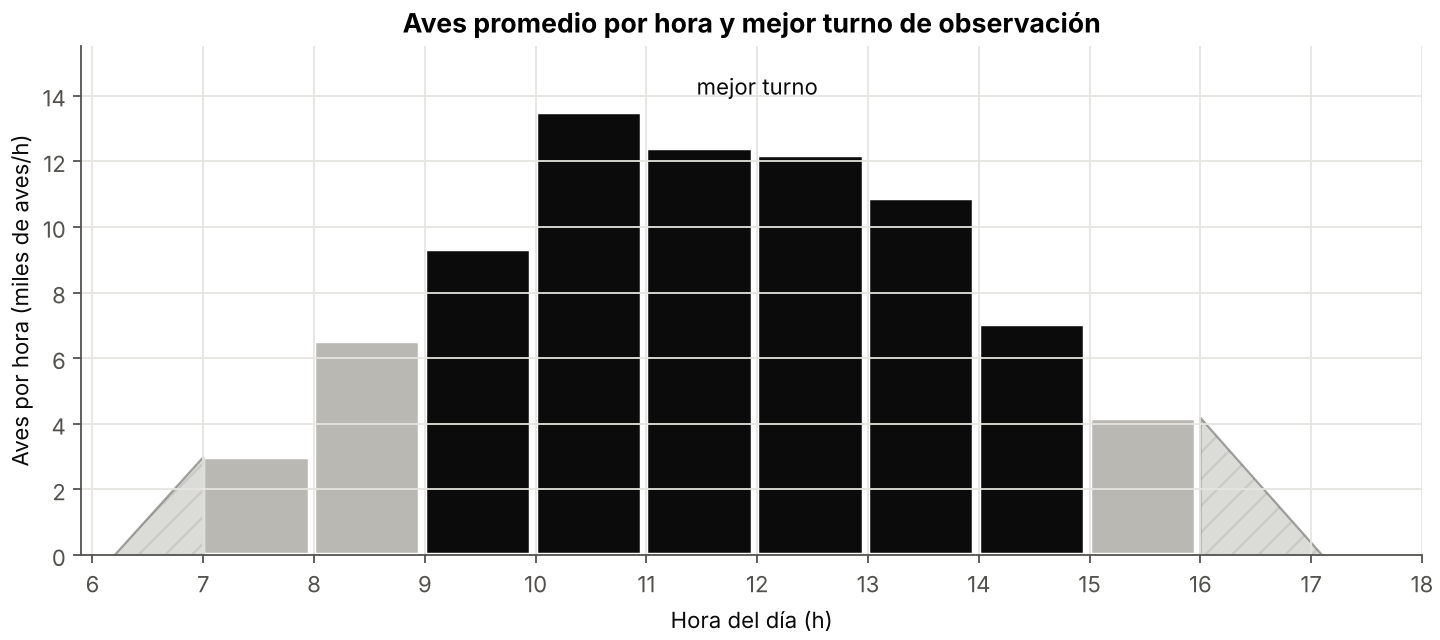 Aves promedio por hora y mejor turno de observación
mejor turno
Aves por hora (miles de aves/h)
14
12
10
8
6
4
2
0
6 7 8 9 10 11 12 13 14 15 16 17 18
Hora del día (h)